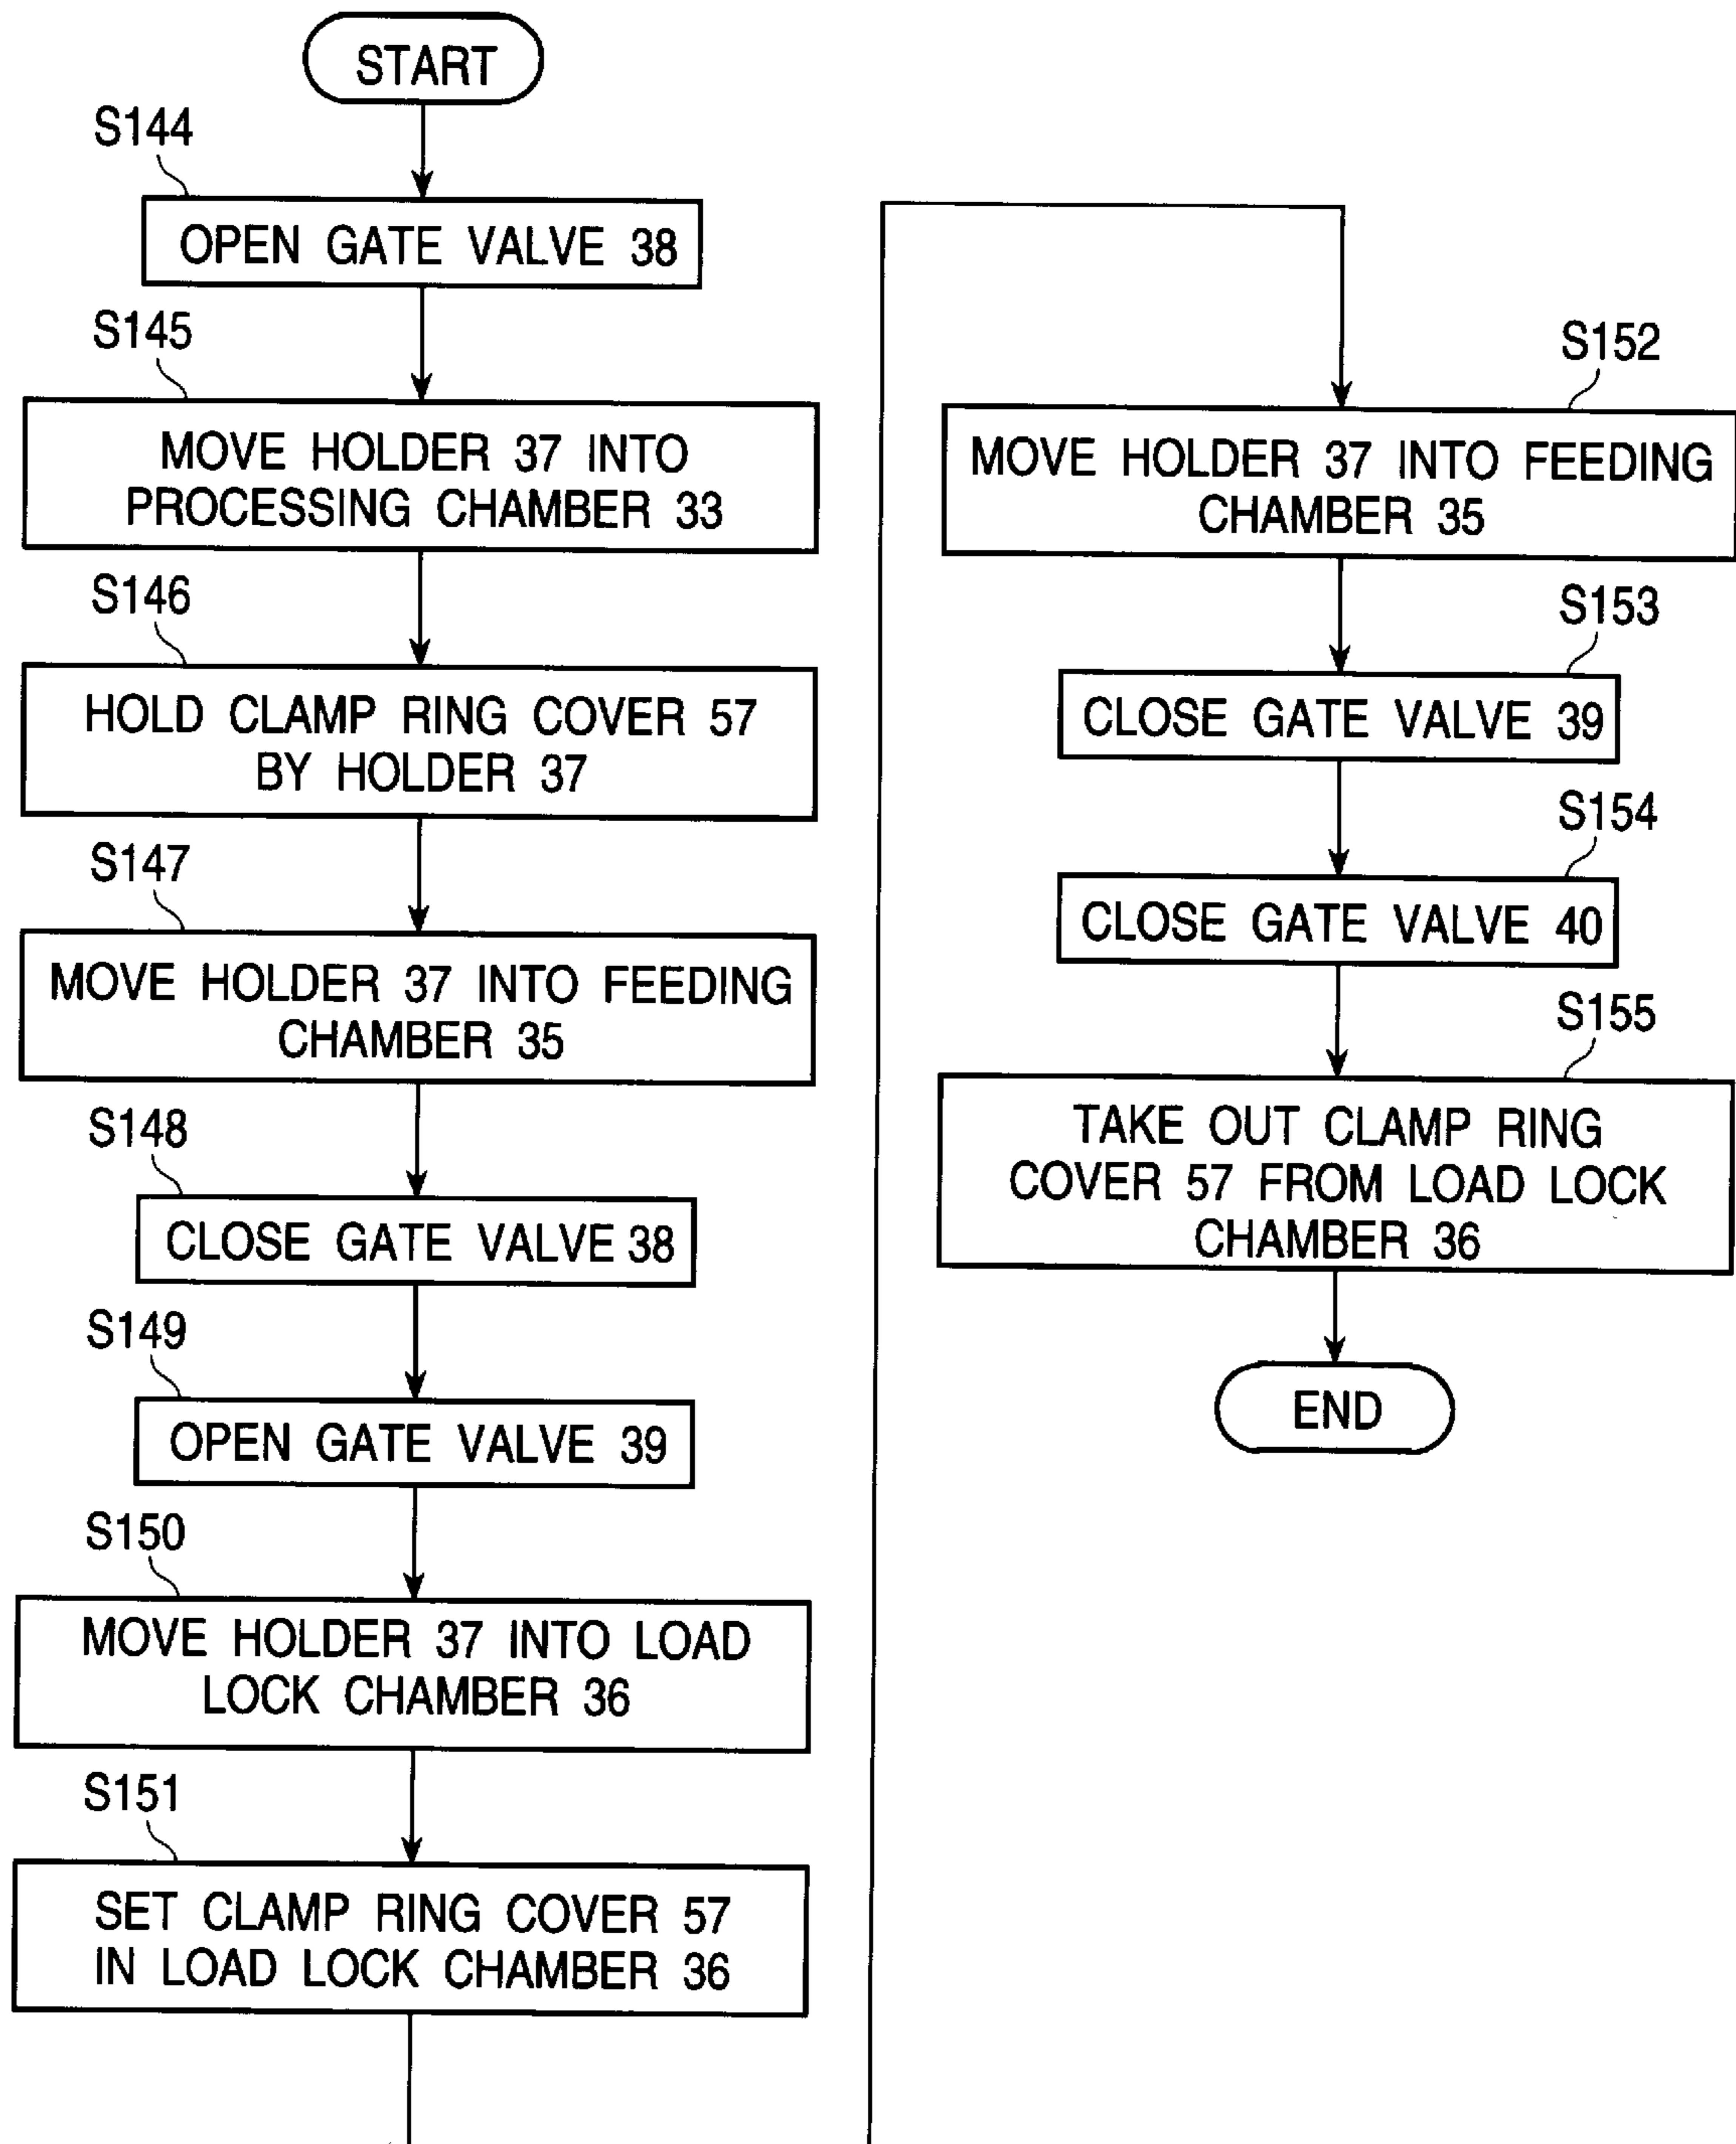 START
S144
OPEN GATE VALVE 38
S145
MOVE HOLDER 37 INTO
PROCESSING CHAMBER 33
S146
HOLD CLAMP RING COVER 57
BY HOLDER 37
S147
MOVE HOLDER 37 INTO FEEDING
CHAMBER 35
S148
CLOSE GATE VALVE 38
S149
OPEN GATE VALVE 39
S150
MOVE HOLDER 37 INTO LOAD
LOCK CHAMBER 36
S151
SET CLAMP RING COVER 57
IN LOAD LOCK CHAMBER 36
S152
MOVE HOLDER 37 INTO FEEDING
CHAMBER 35
S153
CLOSE GATE VALVE 39
S154
CLOSE GATE VALVE 40
S155
TAKE OUT CLAMP RING
COVER 57 FROM LOAD LOCK
CHAMBER 36
END